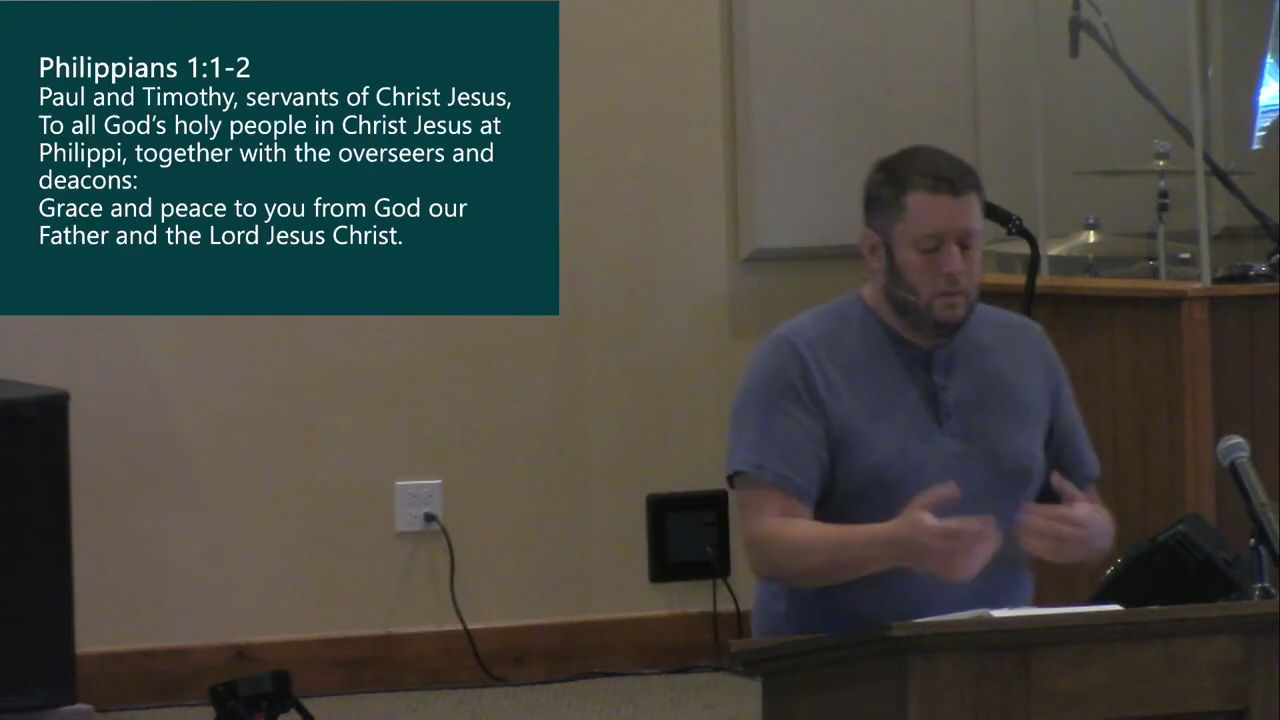 Philippians 1:1-2
Paul and Timothy, servants of Christ Jesus,
To all God's holy people in Christ Jesus at
Philippi, together with the overseers and
deacons:
Grace and peace to you from God our
Father and the Lord Jesus Christ.